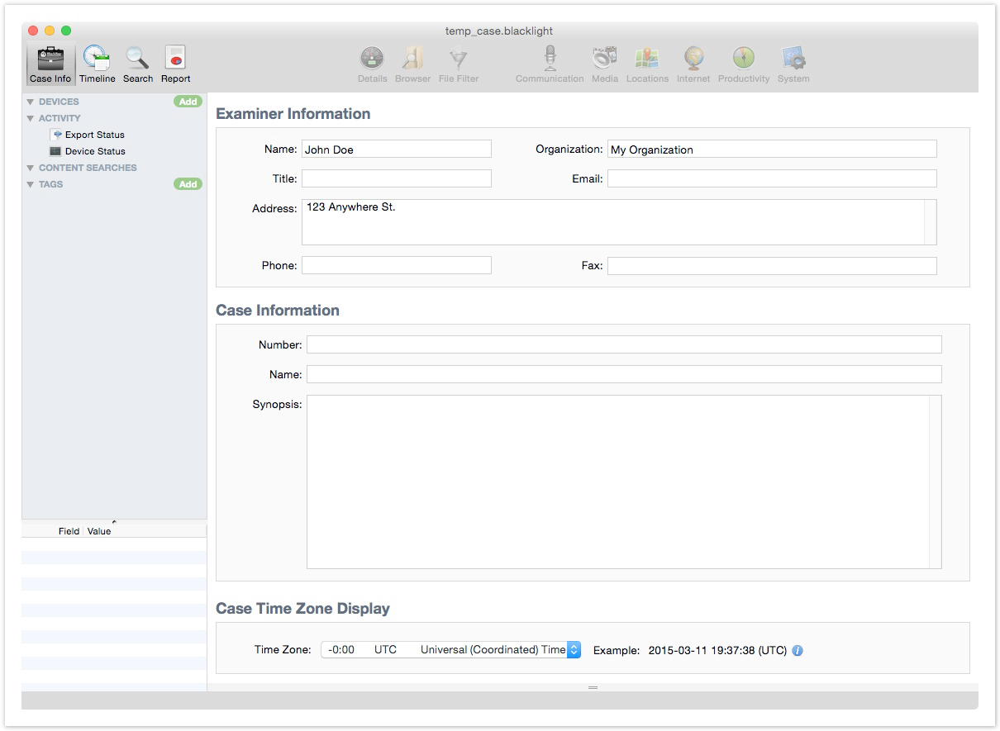 temp_case.blacklight
Case Info Timeline Search Report Details Browser File Filter Communication Media Locations Internet Productivity System
DEVICES Add
ACTIVITY
Export Status
Device Status
CONTENT SEARCHES
TAGS Add
Field Value
Examiner Information
Name: John Doe Organization: My Organization
Title: Email:
Address: 123 Anywhere St.
Phone: Fax:
Case Information
Number:
Name:
Synopsis:
Case Time Zone Display
Time Zone: -0:00 UTC Universal (Coordinated) Time Example: 2015-03-11 19:37:38 (UTC)